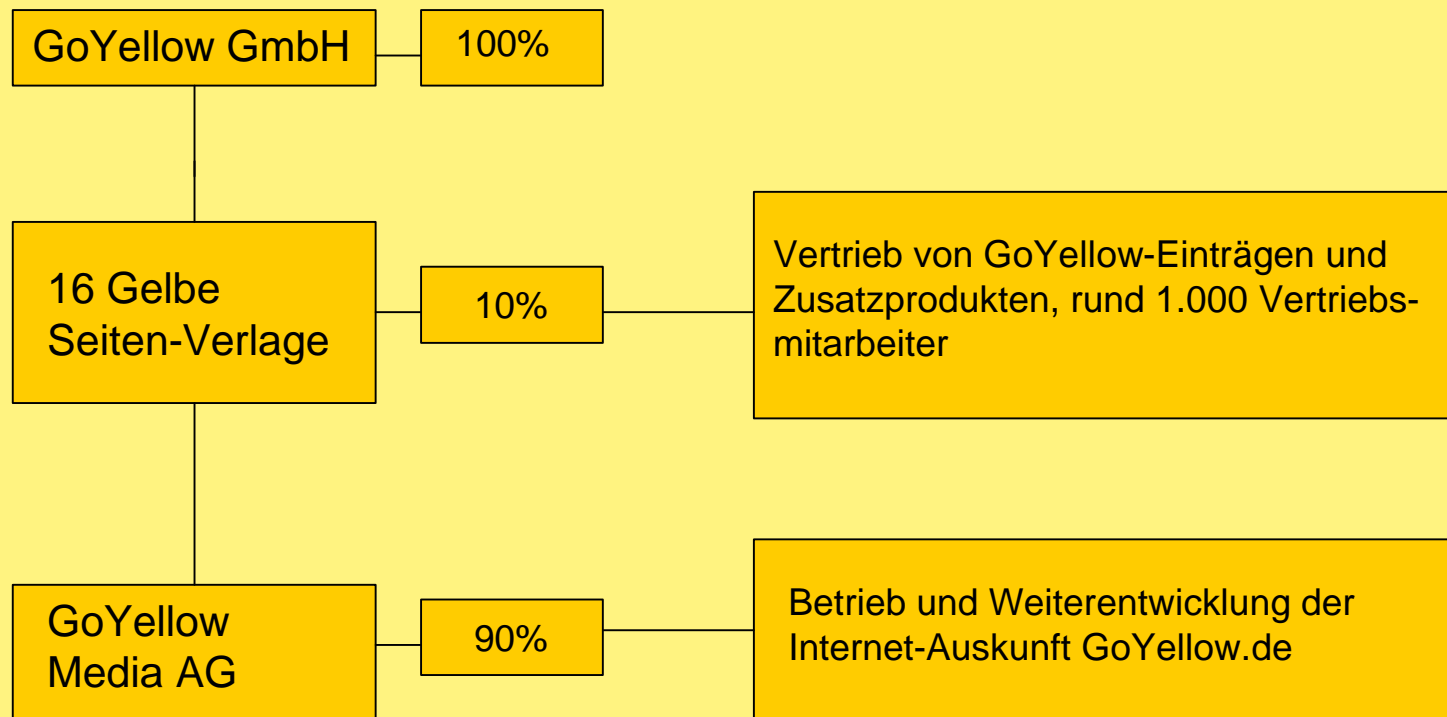 GoYellow GmbH
100%
16 Gelbe
Seiten-Verlage
10%
Vertrieb von GoYellow-Einträgen und
Zusatzprodukten, rund 1.000 Vertriebs-
mitarbeiter
GoYellow
Media AG
90%
Betrieb und Weiterentwicklung der
Internet-Auskunft GoYellow.de